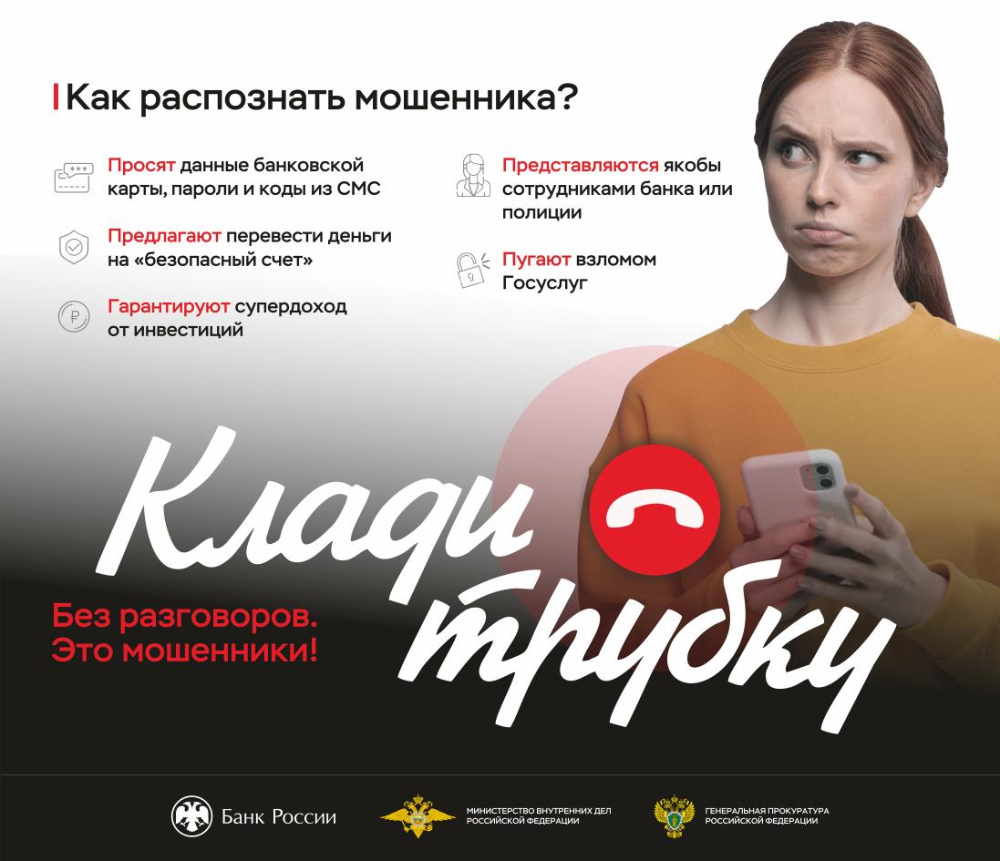 Как распознать мошенника?
Просят данные банковской
карты, пароли и коды из СМС
Предлагают перевести деньги
на «безопасный счет»
Гарантируют супердоход
от инвестиций
Представляются якобы
сотрудниками банка или
полиции
Пугают взломом
Госуслуг
Клади
трубку
Без разговоров.
Это мошенники!
Банк России
МИНИСТЕРСТВО ВНУТРЕННИХ ДЕЛ
РОССИЙСКОЙ ФЕДЕРАЦИИ
ГЕНЕРАЛЬНАЯ ПРОКУРАТУРА
РОССИЙСКОЙ ФЕДЕРАЦИИ